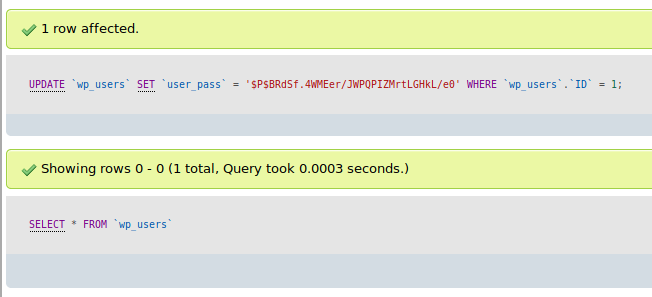 1 row affected.
UPDATE `wp_users` SET `user_pass` = '$P$BRdSf.4WMEer/JWPQPIZMrtLGHkL/e0' WHERE `wp_users`.`ID` = 1;
Showing rows 0 - 0 (1 total, Query took 0.0003 seconds.)
SELECT * FROM `wp_users`